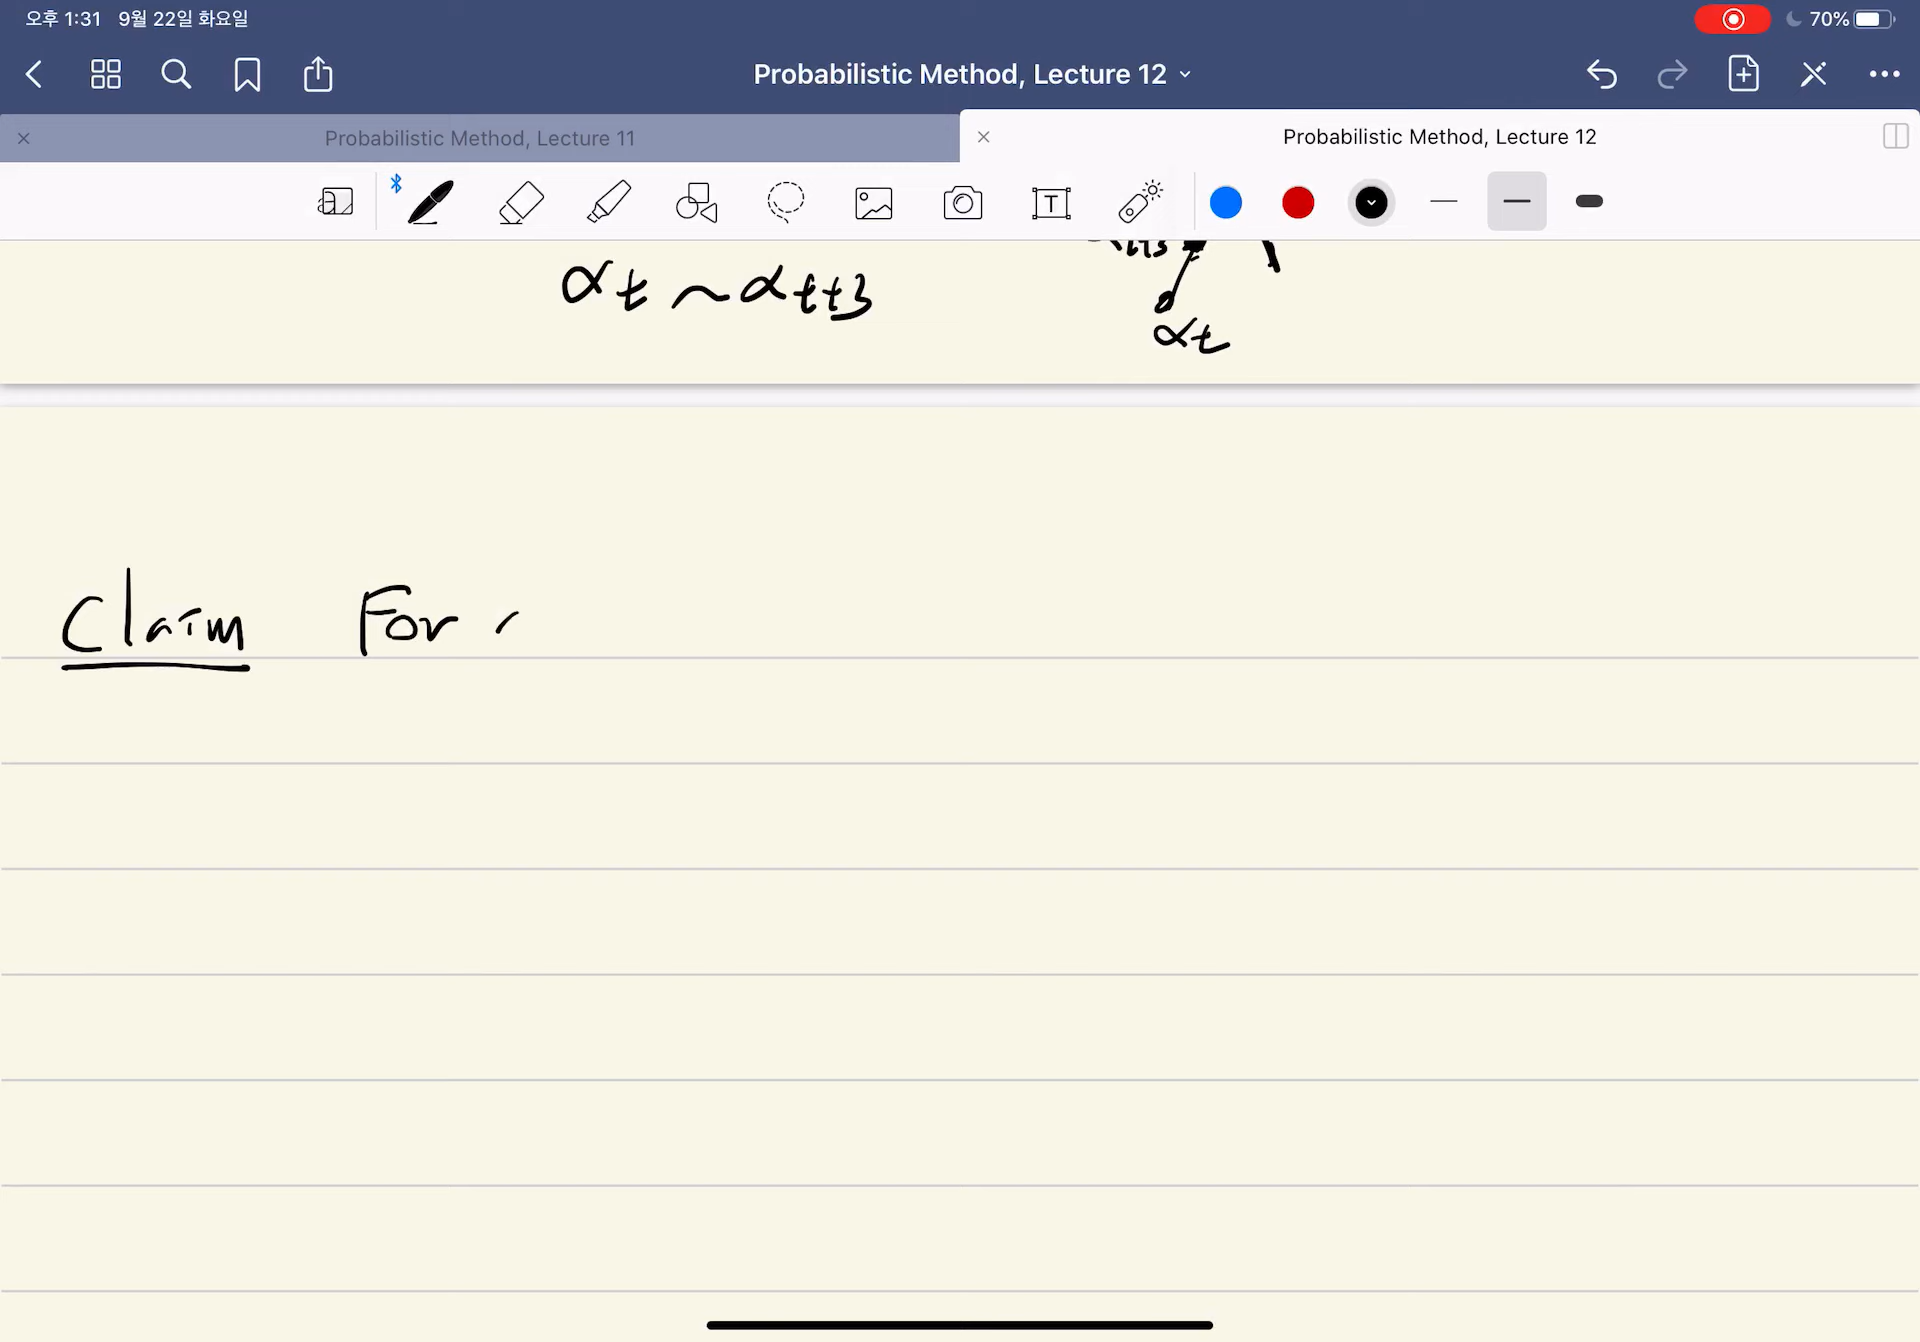 오후 1:31 9월 22일 화요일 70%
Probabilistic Method, Lecture 12
Probabilistic Method, Lecture 11 Probabilistic Method, Lecture 12
αt ~ αt+3
αt
Claim For